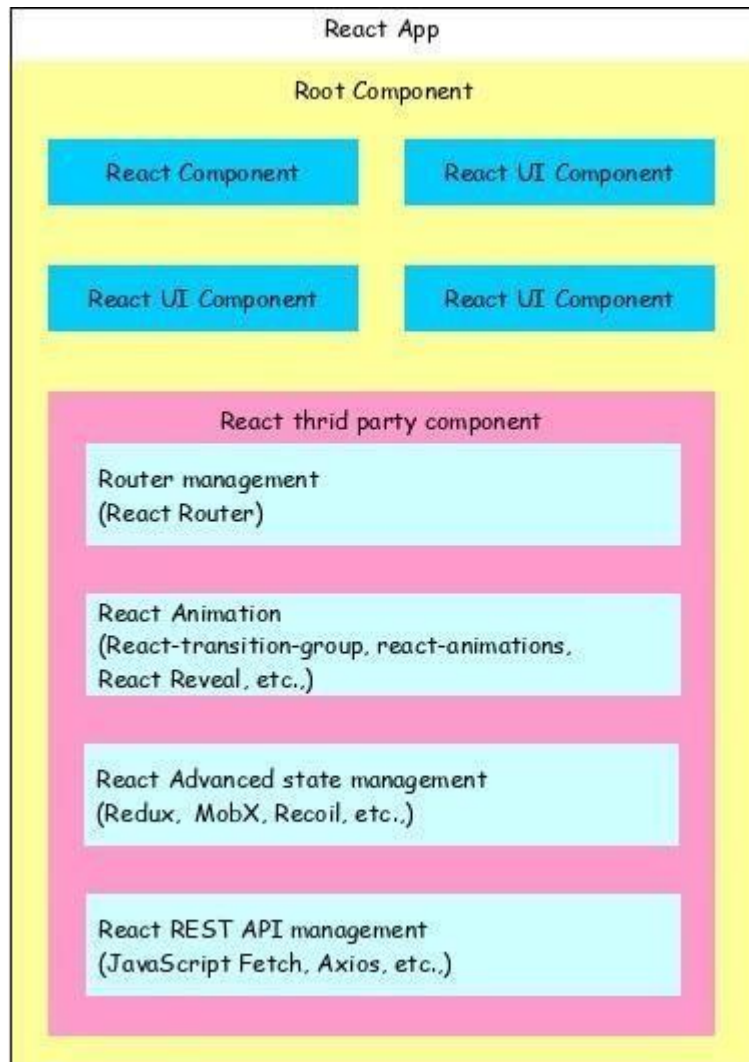 React App
Root Component
React Component
React UI Component
React UI Component
React UI Component
React thrid party component
Router management
(React Router)
React Animation
(React-transition-group, react-animations,
React Reveal, etc.,)
React Advanced state management
(Redux, MobX, Recoil, etc.,)
React REST API management
(JavaScript Fetch, Axios, etc.,)